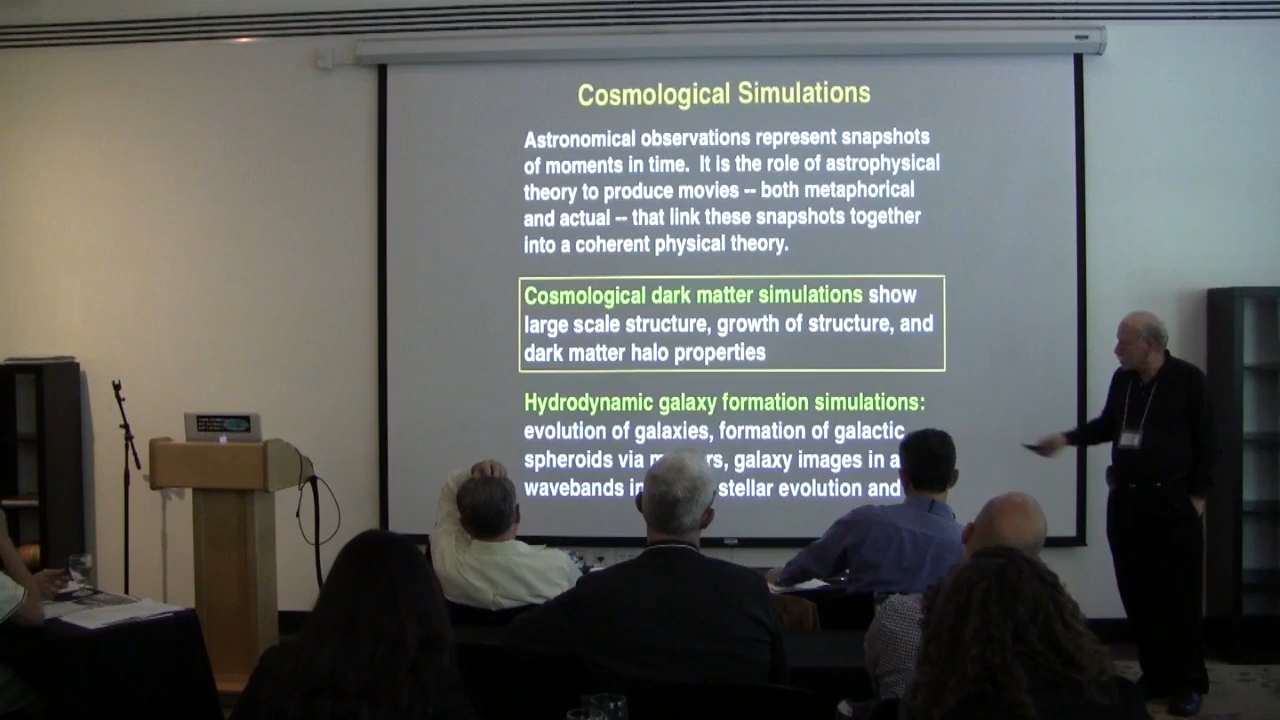 Cosmological Simulations
Astronomical observations represent snapshots
of moments in time. It is the role of astrophysical
theory to produce movies -- both metaphorical
and actual -- that link these snapshots together
into a coherent physical theory.
Cosmological dark matter simulations show
large scale structure, growth of structure, and
dark matter halo properties
Hydrodynamic galaxy formation simulations:
evolution of galaxies, formation of galactic
spheroids via galaxy images in
wavebands stellar evolution and